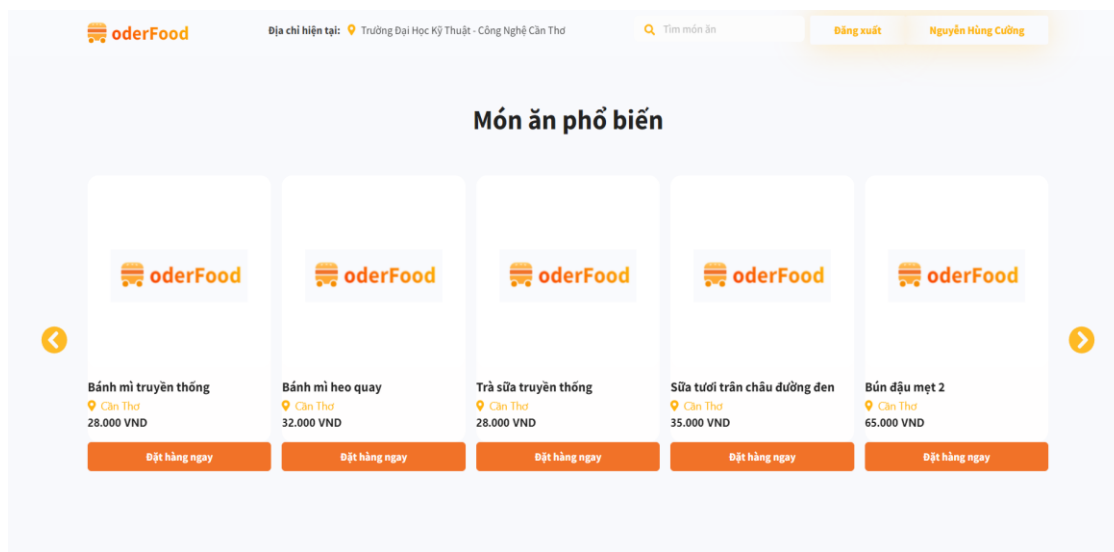 oderFood
Địa chỉ hiện tại: Trường Đại Học Kỹ Thuật - Công Nghệ Cần Thơ
Tìm món ăn
Đăng xuất
Nguyễn Hùng Cường
Món ăn phổ biến
oderFood
oderFood
oderFood
oderFood
oderFood
Bánh mì truyền thống
Cần Thơ
28.000 VND
Đặt hàng ngay
Bánh mì heo quay
Cần Thơ
32.000 VND
Đặt hàng ngay
Trà sữa truyền thống
Cần Thơ
28.000 VND
Đặt hàng ngay
Sữa tươi trân châu đường đen
Cần Thơ
35.000 VND
Đặt hàng ngay
Bún đậu mẹt 2
Cần Thơ
65.000 VND
Đặt hàng ngay